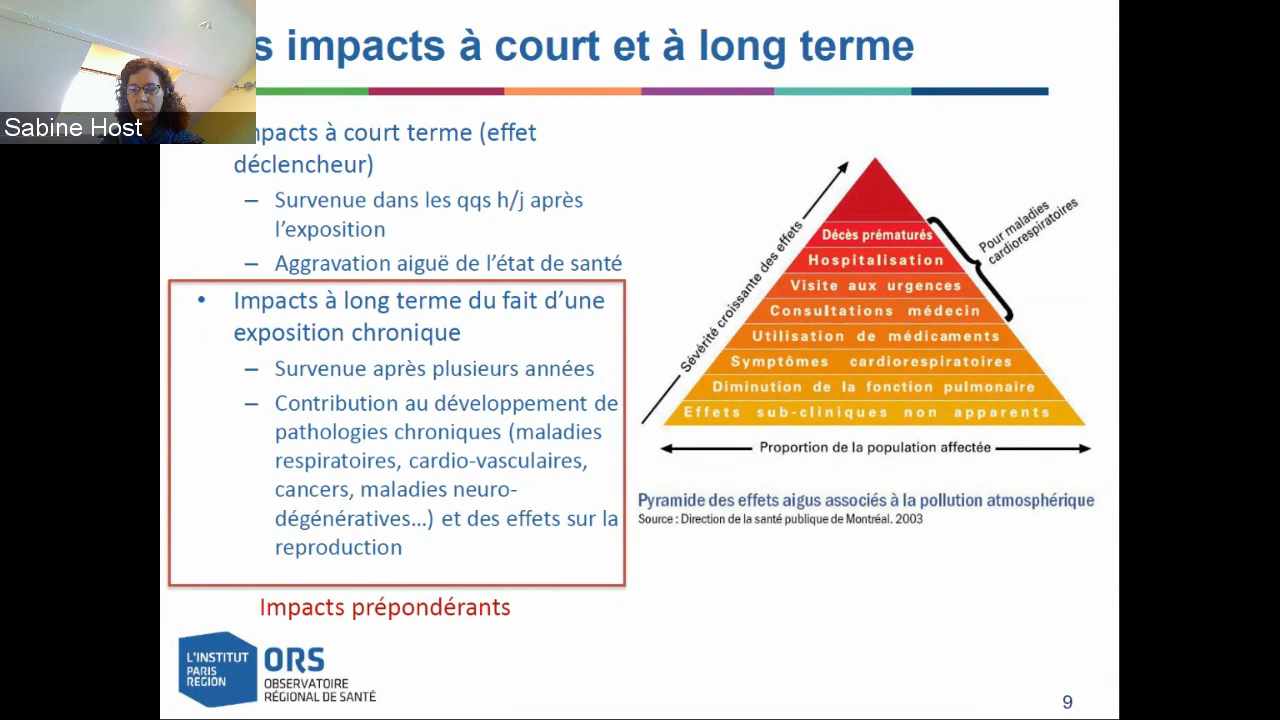 s impacts à court et à long terme
Sabine Host
mpacts à court terme (effet
déclencheur)
– Survenue dans les qqs h/j après
l'exposition
– Aggravation aiguë de l'état de santé
• Impacts à long terme du fait d'une
exposition chronique
– Survenue après plusieurs années
– Contribution au développement de
pathologies chroniques (maladies
respiratoires, cardio-vasculaires,
cancers, maladies neuro-
dégénératives…) et des effets sur la
reproduction
Impacts prépondérants
Sévérité croissante des effets
Pour maladies
cardiorespiratoires
Décès prématurés
Hospitalisation
Visite aux urgences
Consultations médecin
Utilisation de médicaments
Symptômes cardiorespiratoires
Diminution de la fonction pulmonaire
Effets sub-cliniques non apparents
Proportion de la population affectée
Pyramide des effets aigus associés à la pollution atmosphérique
Source : Direction de la santé publique de Montréal. 2003
L'INSTITUT
PARIS
REGION
ORS
OBSERVATOIRE
RÉGIONAL DE SANTÉ
9